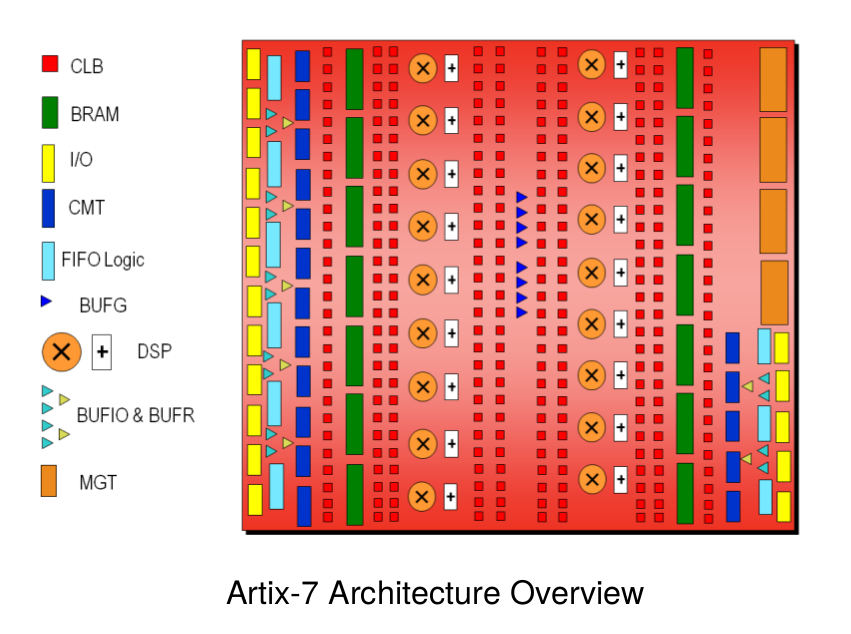 CLB
BRAM
I/O
CMT
FIFO Logic
BUFG
DSP
BUFIO & BUFR
MGT
Artix-7 Architecture Overview